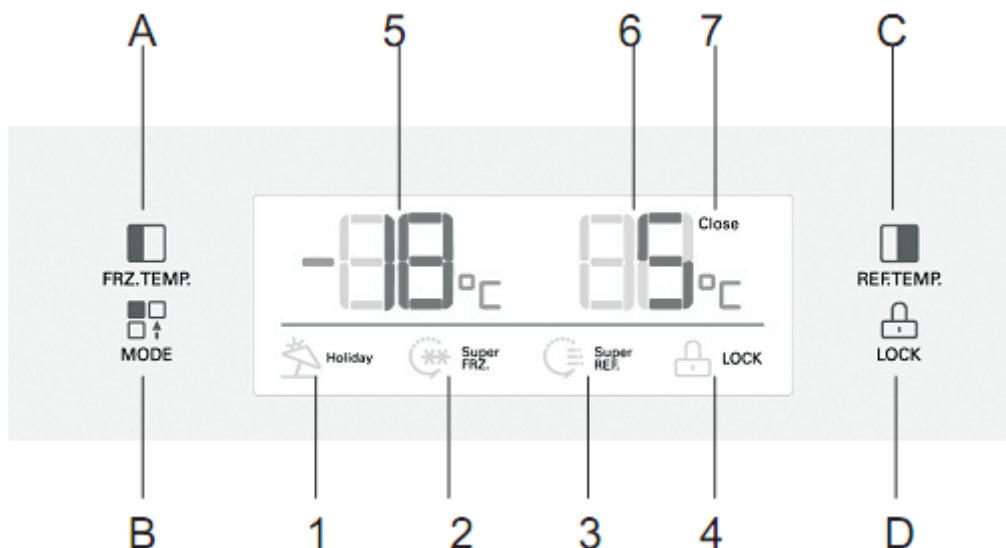 A 5 6 7 C
-18°C 5°C Close
FRZ.TEMP. REF.TEMP.
MODE Holiday Super FRZ. Super REF. LOCK LOCK
B 1 2 3 4 D